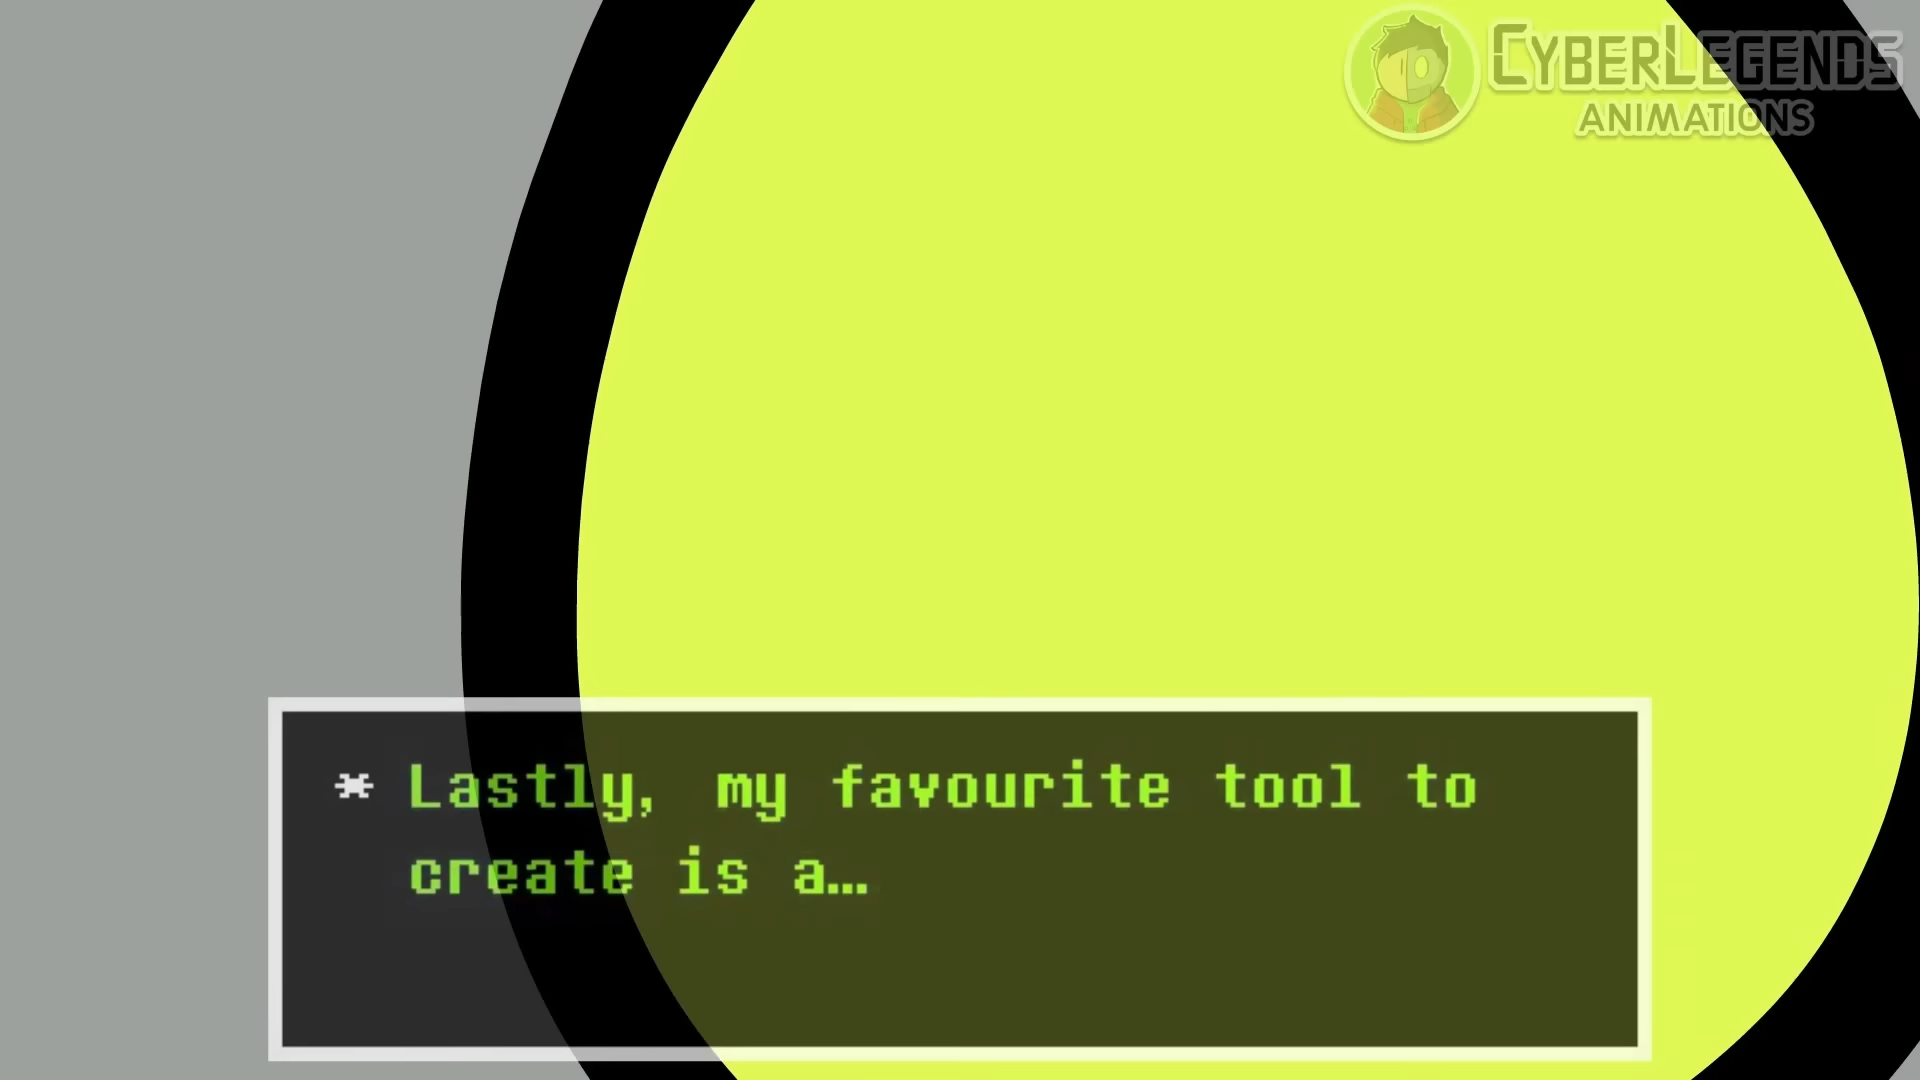 CYBERLEGENDS
ANIMATIONS
* Lastly, my favourite tool to
create is a…